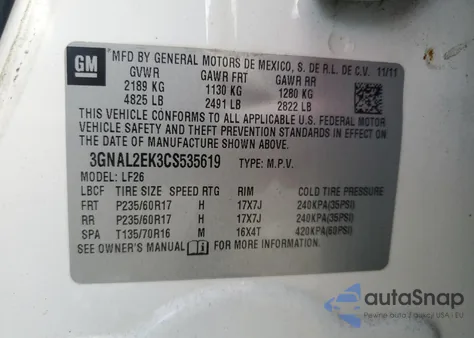 GM
MFD BY GENERAL MOTORS DE MEXICO, S. DE R.L. DE C.V. 11/11
GVWR GAWR FRT GAWR RR
2189 KG 1130 KG 1280 KG
4825 LB 2491 LB 2822 LB
THIS VEHICLE CONFORMS TO ALL APPLICABLE U.S. FEDERAL
VEHICLE SAFETY AND THEFT PREVENTION STANDARDS IN EFFECT ON
THE DATE OF MANUFACTURE SHOWN ABOVE.
3GNAL2EK3CS535619 TYPE: M.P.V.
MODEL: LF26
LBCF TIRE SIZE SPEED RTG RIM COLD TIRE PRESSURE
FRT P235/60R17 H 17X7J 240KPA(35PSI)
RR P235/60R17 H 17X7J 240KPA(35PSI)
SPA T135/70R16 M 16X4T 420KPA(60PSI)
SEE OWNER'S MANUAL FOR MORE INFORMATION
autoSnap